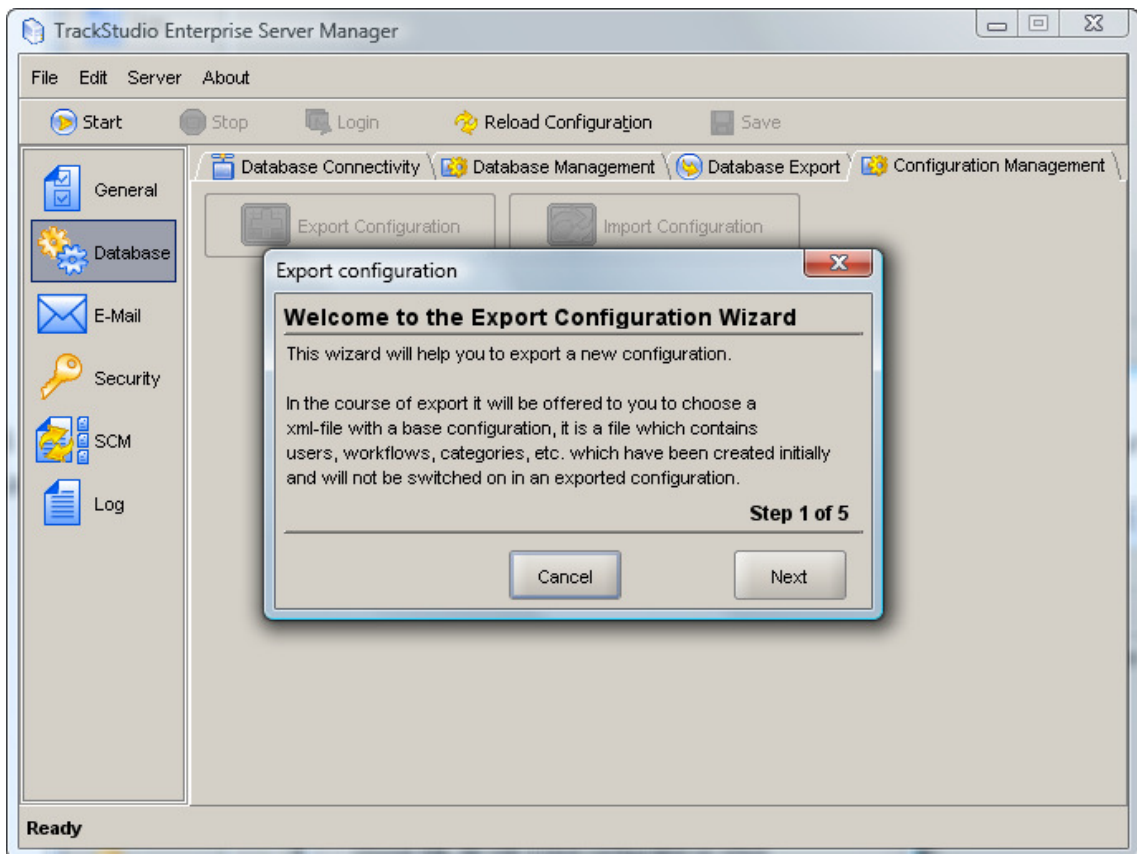 TrackStudio Enterprise Server Manager
File Edit Server About
Start Stop Login Reload Configuration Save
General
Database
E-Mail
Security
SCM
Log
Database Connectivity Database Management Database Export Configuration Management
Export Configuration Import Configuration
Export configuration
Welcome to the Export Configuration Wizard
This wizard will help you to export a new configuration.
In the course of export it will be offered to you to choose a
xml-file with a base configuration, it is a file which contains
users, workflows, categories, etc. which have been created initially
and will not be switched on in an exported configuration.
Step 1 of 5
Cancel Next
Ready